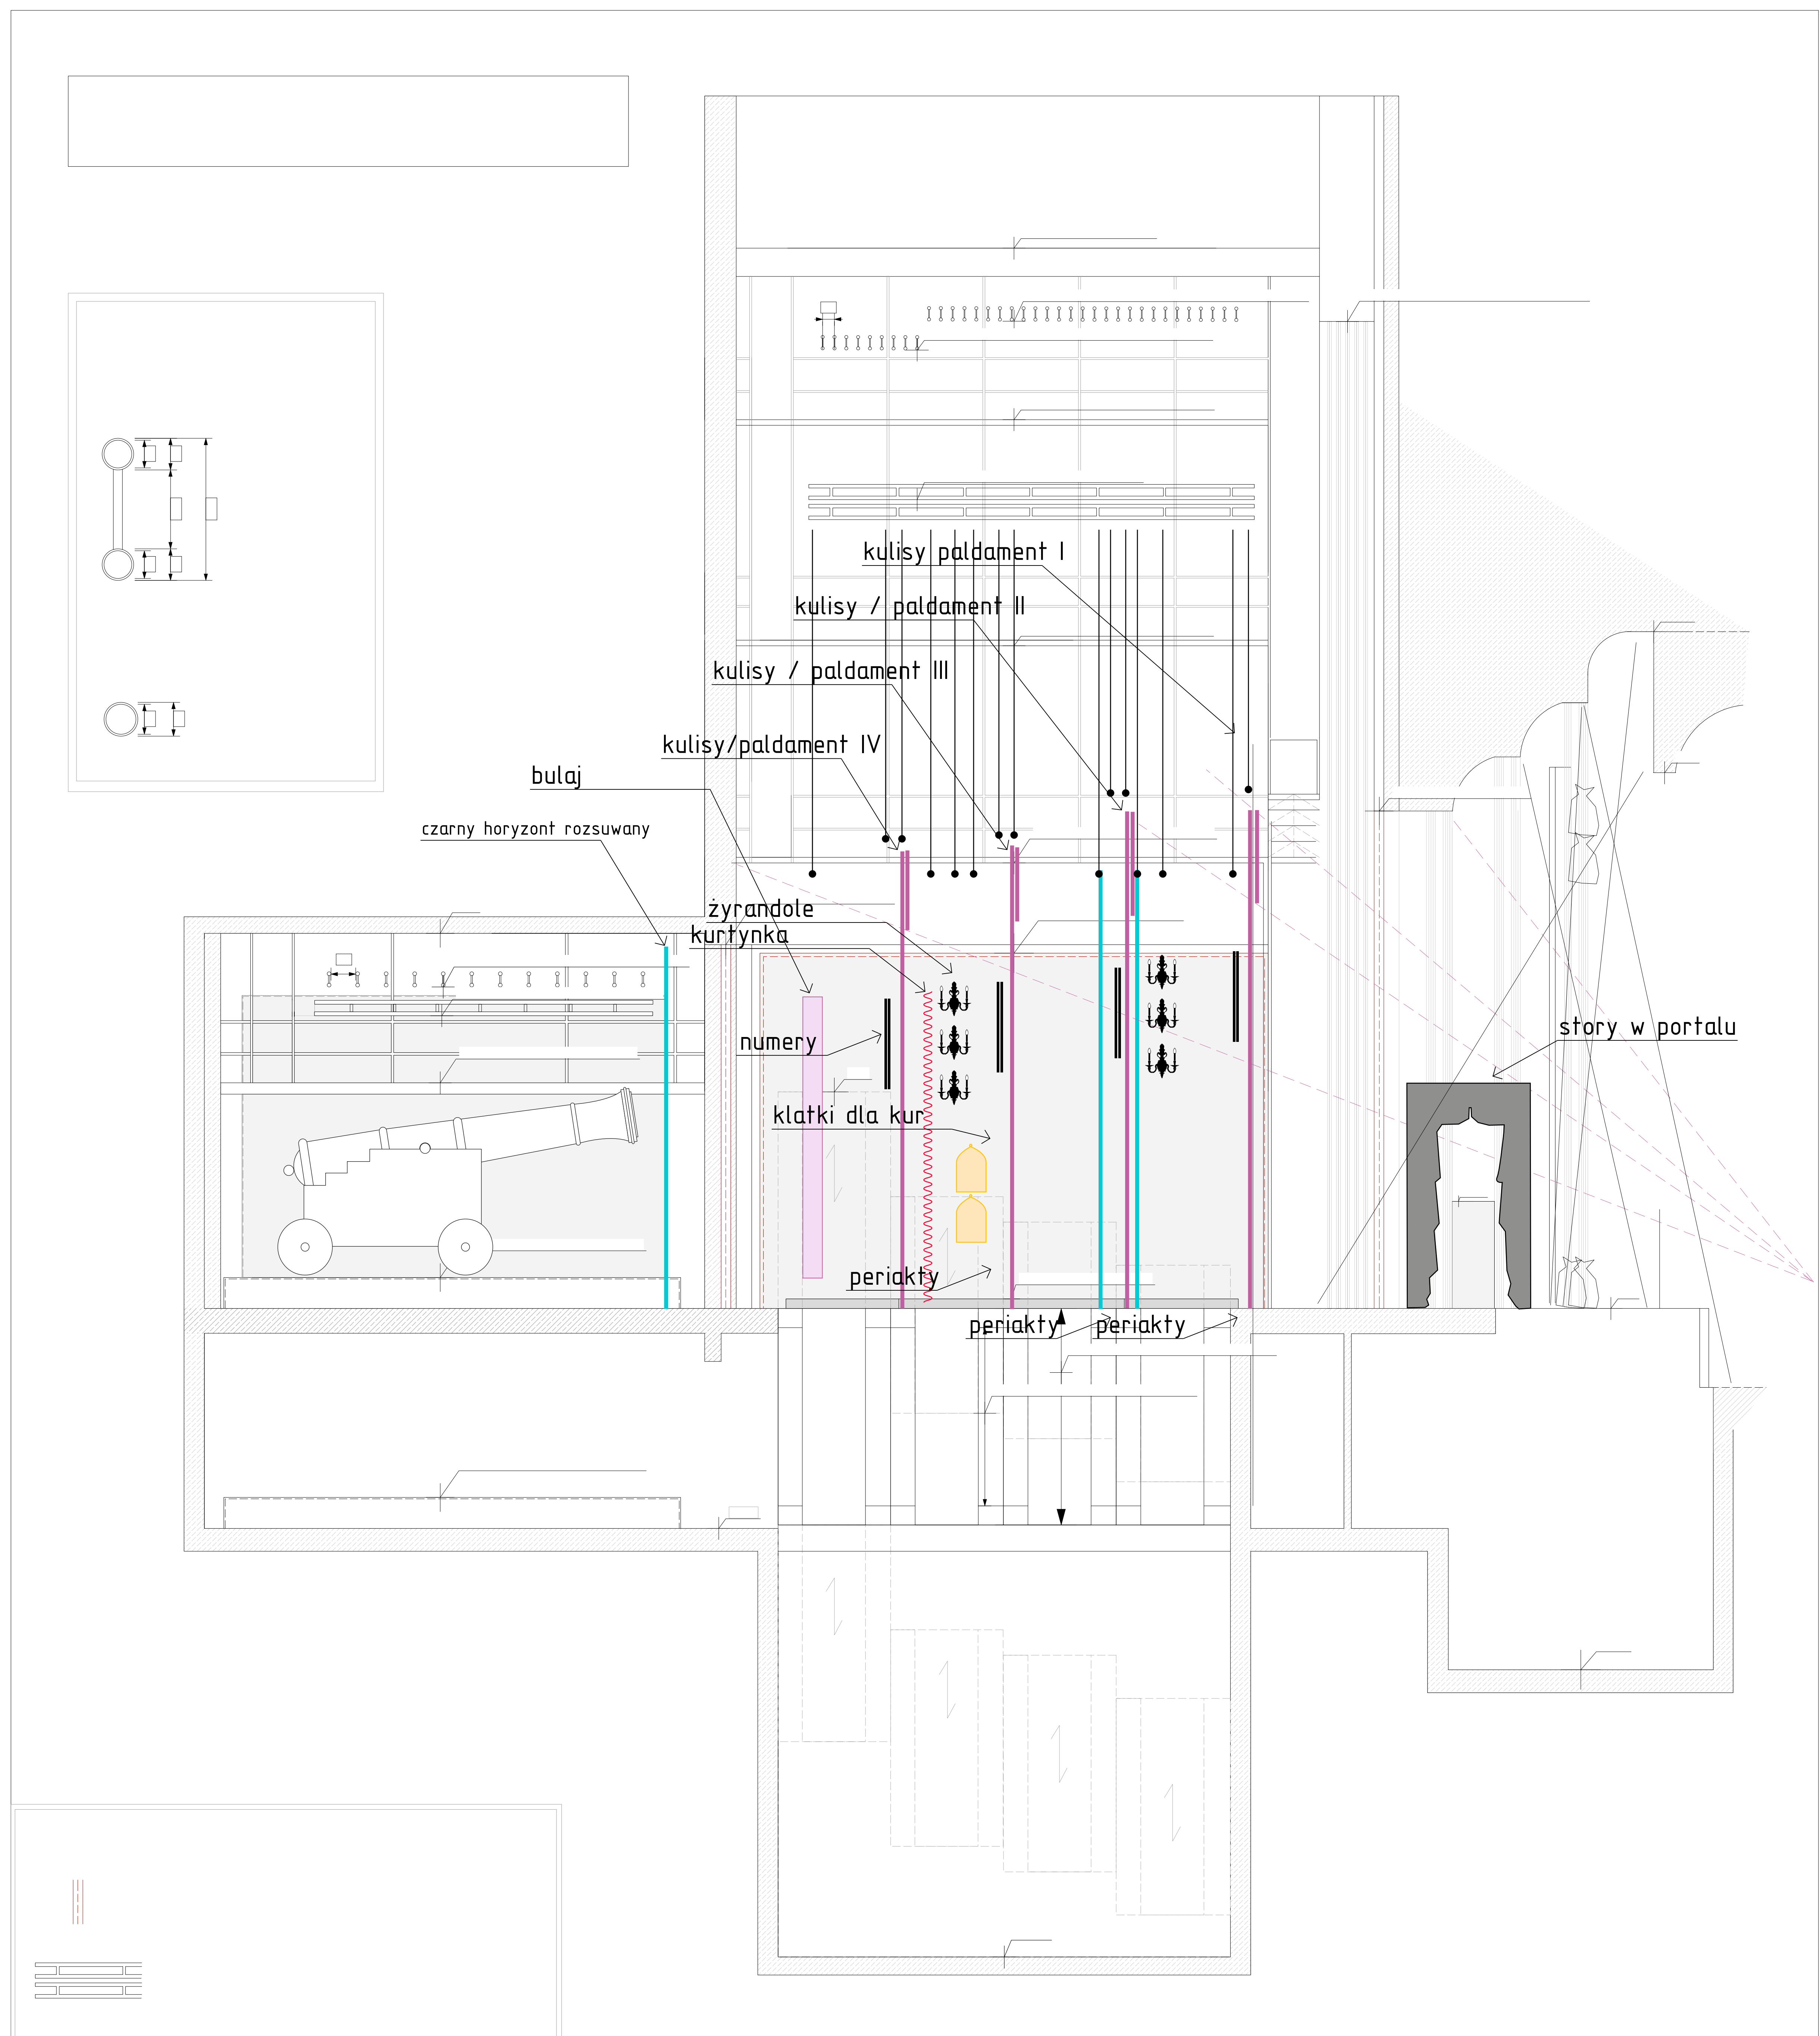 kulisy paldament I
kulisy / paldament II
kulisy / paldament III
kulisy/paldament IV
bulaj
czarny horyzont rozsuwany
żyrandole
kurtynka
story w portalu
numery
klatki dla kur
periakty
periakty
periakty